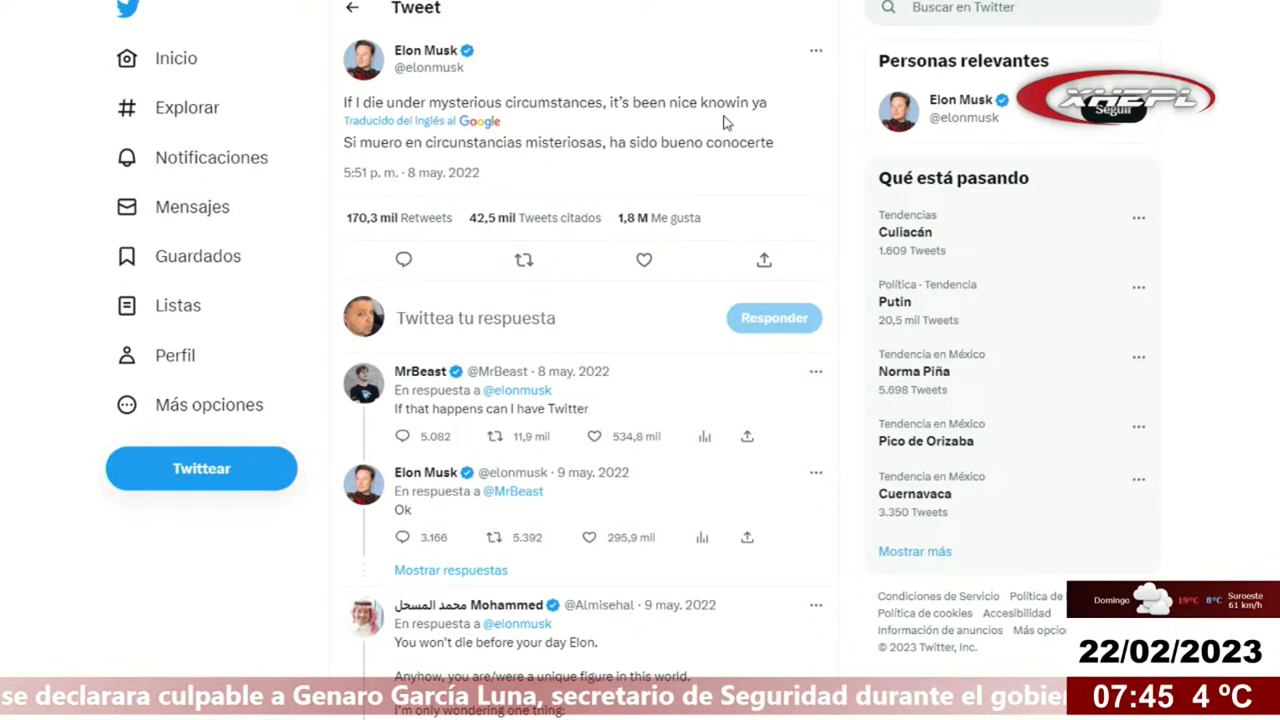 Tweet
Buscar en Twitter
Inicio
Explorar
Notificaciones
Mensajes
Guardados
Listas
Perfil
Más opciones
Twittear
Elon Musk
@elonmusk
If I die under mysterious circumstances, it's been nice knowin ya
Traducido del inglés al Google
Si muero en circunstancias misteriosas, ha sido bueno conocerte
5:51 p. m. · 8 may. 2022
170,3 mil Retweets 42,5 mil Tweets citados 1,8 M Me gusta
Twittea tu respuesta
Responder
MrBeast @MrBeast · 8 may. 2022
En respuesta a @elonmusk
If that happens can I have Twitter
5.082 11,9 mil 534,8 mil
Elon Musk @elonmusk · 9 may. 2022
En respuesta a @MrBeast
Ok
3.166 5.392 295,9 mil
Mostrar respuestas
محمد المسحل Mohammed @Almisehal · 9 may. 2022
En respuesta a @elonmusk
You won't die before your day Elon.
Anyhow, you are/were a unique figure in this world.
I'm only wondering one thing:
Personas relevantes
Elon Musk
@elonmusk
XHEPL
Seguir
Qué está pasando
Tendencias
Culiacán
1.609 Tweets
Política · Tendencia
Putin
20,5 mil Tweets
Tendencia en México
Norma Piña
5.698 Tweets
Tendencia en México
Pico de Orizaba
Tendencia en México
Cuernavaca
3.350 Tweets
Mostrar más
Condiciones de Servicio Política de
Política de cookies Accesibilidad
Información de anuncios Más opcio
© 2023 Twitter, Inc.
Domingo 19°C 8°C Suroeste
61 km/h
22/02/2023
07:45 4 °C
se declarara culpable a Genaro García Luna, secretario de Seguridad durante el gobier